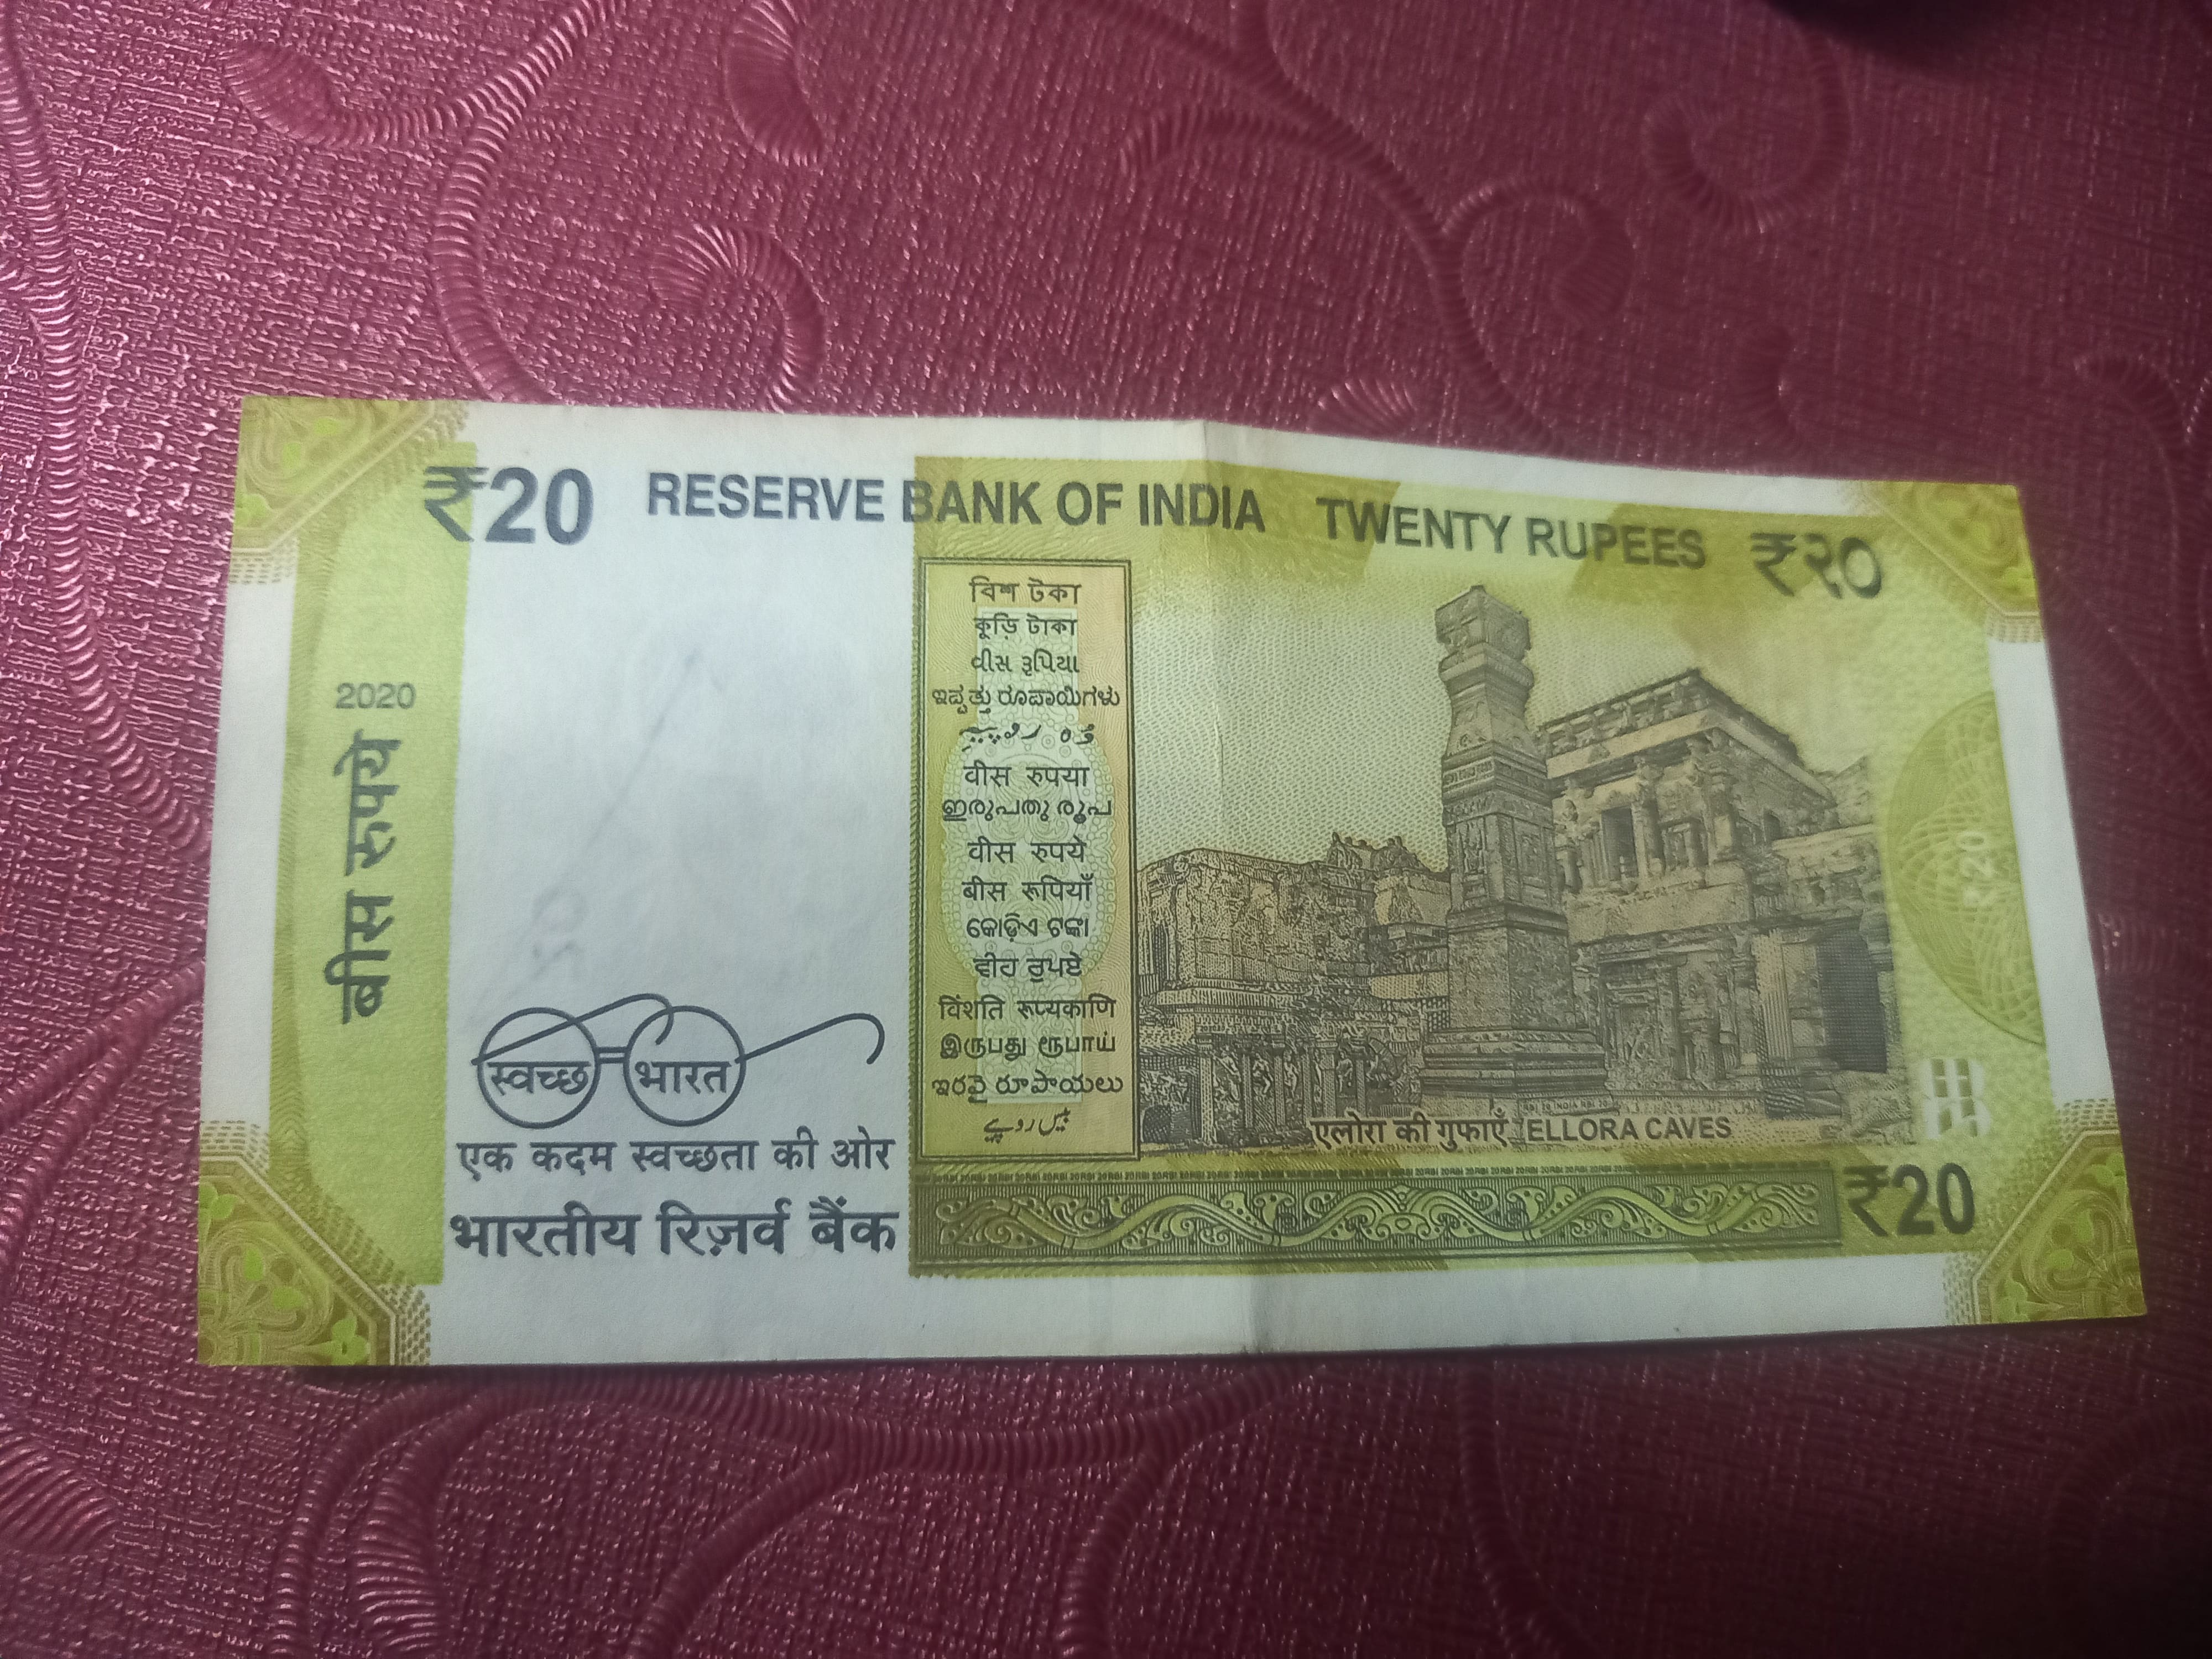 ₹20 RESERVE BANK OF INDIA TWENTY RUPEES ₹२०
2020
बीस रुपये
বিশ টকা
কুড়ি টাকা
વીસ રૂપિયા
ಇಪ್ಪತ್ತು ರೂಪಾಯಿಗಳು
वीस रुपया
ഇരുപതു രൂപ
वीस रुपये
बीस रूपियाँ
କୋଡ଼ିଏ ଟଙ୍କା
ਵੀਹ ਰੁਪਏ
विंशति रूप्यकाणि
இருபது ரூபாய்
ఇరవై రూపాయలు
بیس روپے
₹20
स्वच्छ भारत
एक कदम स्वच्छता की ओर
भारतीय रिज़र्व बैंक
एलोरा की गुफाएँ ELLORA CAVES
₹20